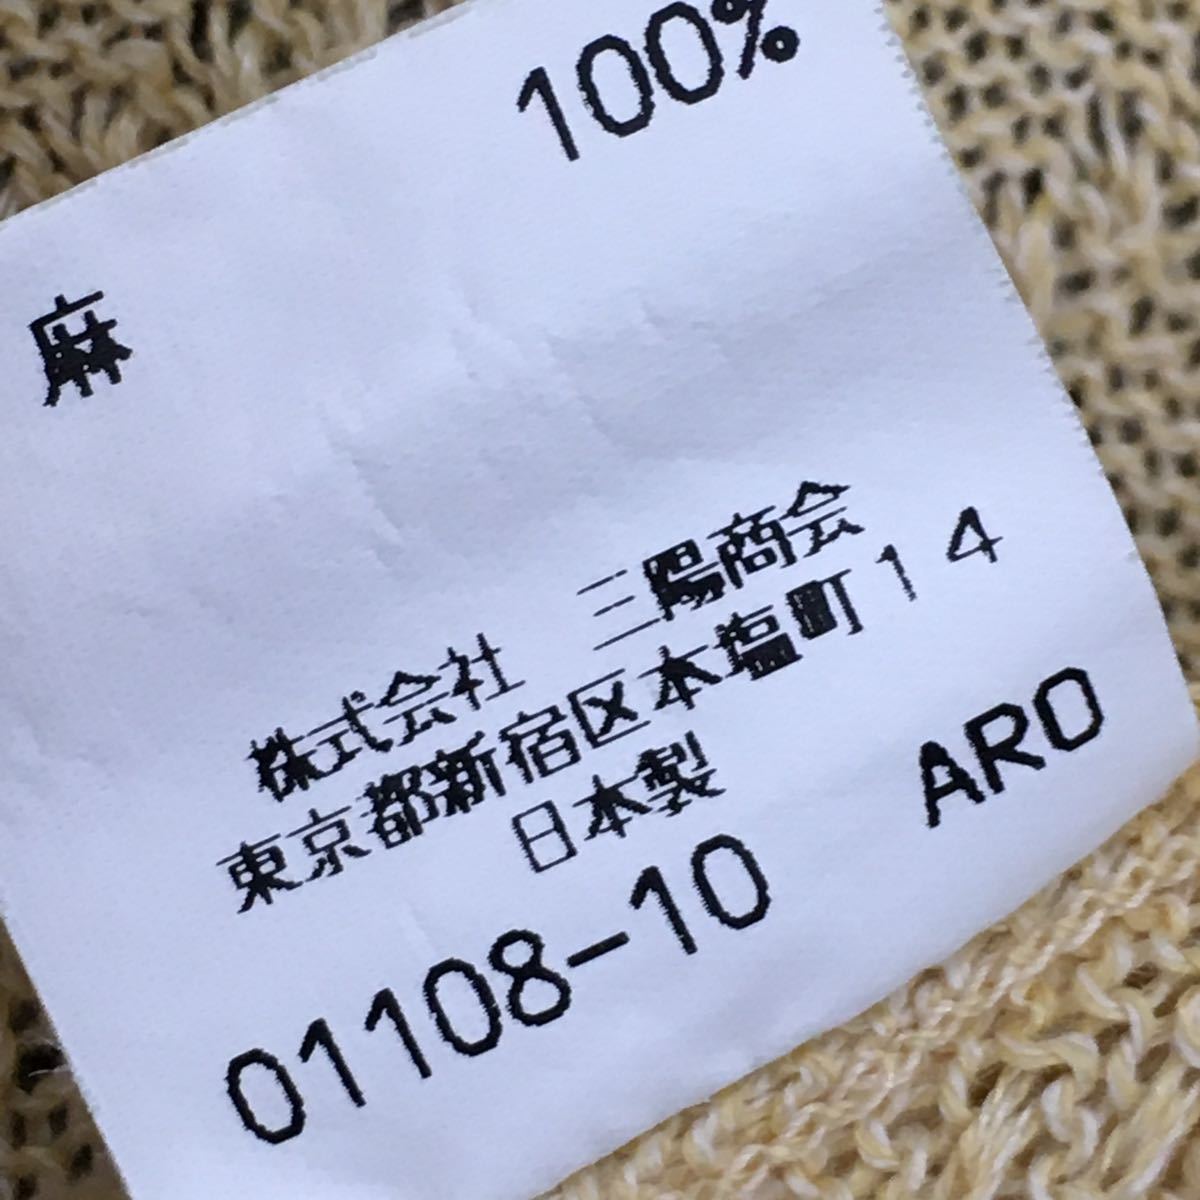 麻 100%
株式会社 三陽商会
東京都新宿区本塩町14
日本製
01108-10 ARO